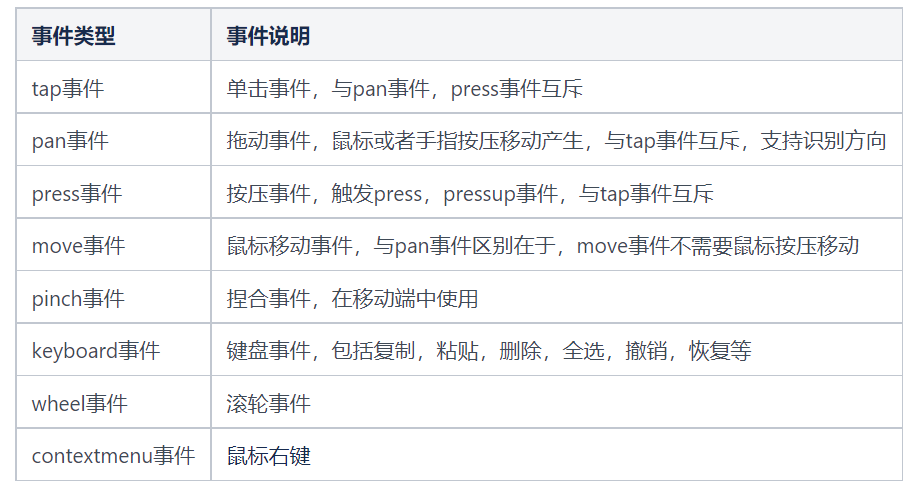 事件类型 事件说明
tap事件 单击事件，与pan事件，press事件互斥
pan事件 拖动事件，鼠标或者手指按压移动产生，与tap事件互斥，支持识别方向
press事件 按压事件，触发press，pressup事件，与tap事件互斥
move事件 鼠标移动事件，与pan事件区别在于，move事件不需要鼠标按压移动
pinch事件 捏合事件，在移动端中使用
keyboard事件 键盘事件，包括复制，粘贴，删除，全选，撤销，恢复等
wheel事件 滚轮事件
contextmenu事件 鼠标右键